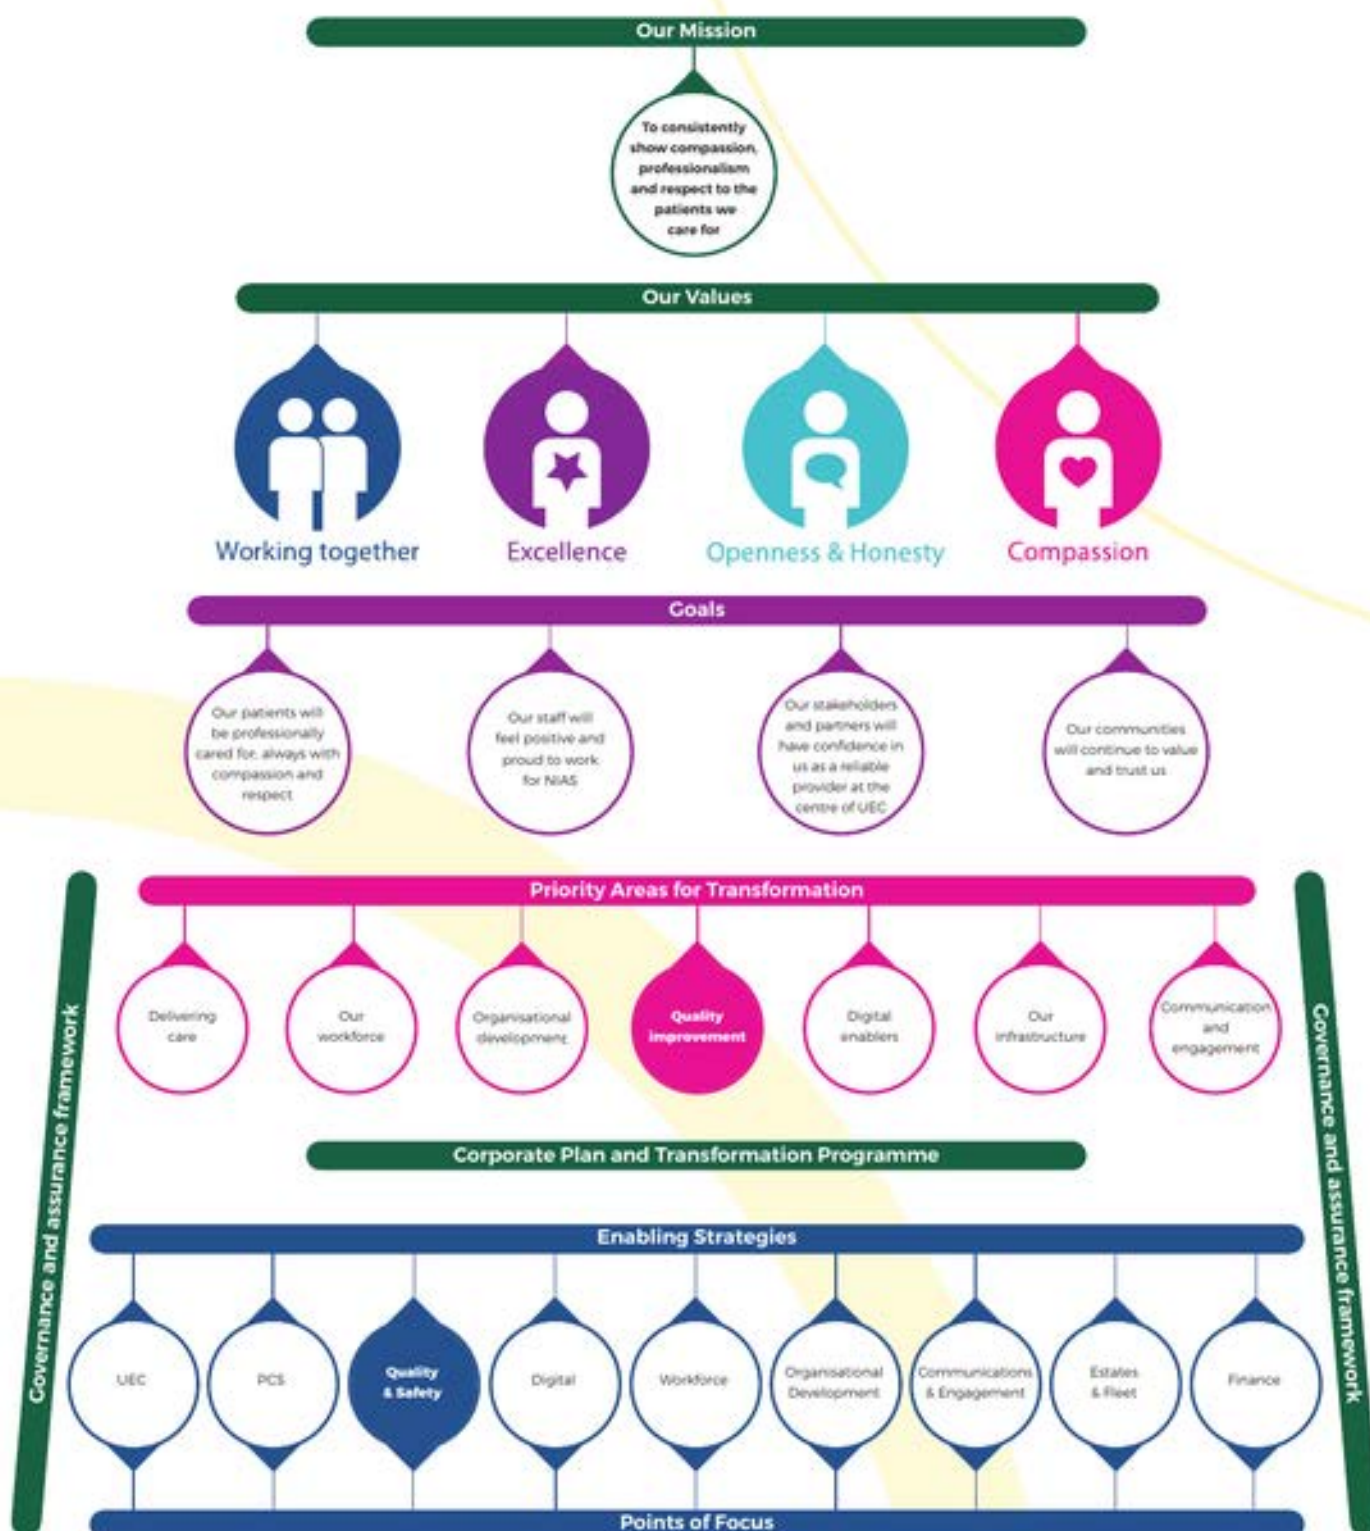 Our Mission
To consistently
show compassion,
professionalism
and respect to the
patients we
care for
Our Values
Working together
Excellence
Openness & Honesty
Compassion
Goals
Our patients will
be professionally
cared for, always with
compassion and
respect
Our staff will
feel positive and
proud to work
for NIAS
Our stakeholders
and partners will
have confidence in
us as a reliable
provider at the
centre of UEC
Our communities
will continue to value
and trust us
Governance and assurance framework
Priority Areas for Transformation
Delivering
care
Our
workforce
Organisational
development
Quality
improvement
Digital
enablers
Our
infrastructure
Communication
and
engagement
Governance and assurance framework
Corporate Plan and Transformation Programme
Enabling Strategies
UEC
PCS
Quality
& Safety
Digital
Workforce
Organisational
Development
Communications
& Engagement
Estates
& Fleet
Finance
Points of Focus